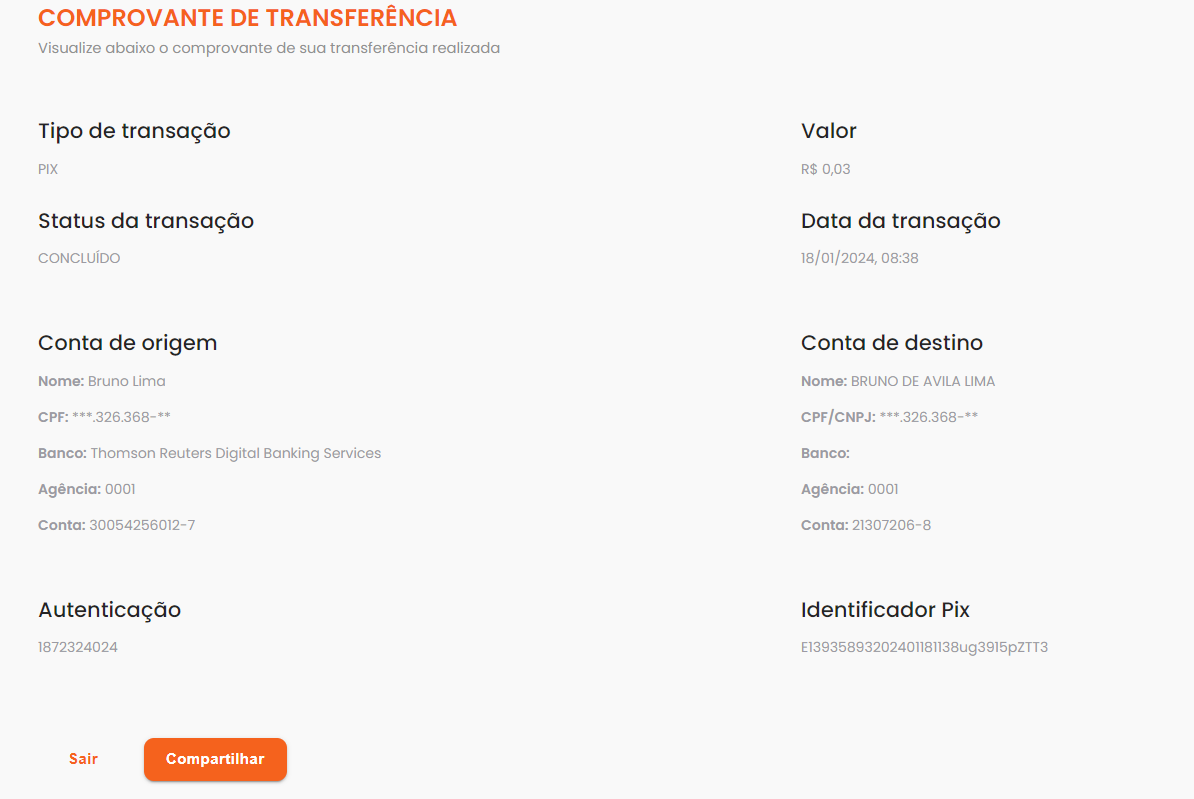 COMPROVANTE DE TRANSFERÊNCIA
Visualize abaixo o comprovante de sua transferência realizada
Tipo de transação
PIX
Valor
R$ 0,03
Status da transação
CONCLUÍDO
Data da transação
18/01/2024, 08:38
Conta de origem
Nome: Bruno Lima
CPF: ***.326.368-**
Banco: Thomson Reuters Digital Banking Services
Agência: 0001
Conta: 30054256012-7
Conta de destino
Nome: BRUNO DE AVILA LIMA
CPF/CNPJ: ***.326.368-**
Banco:
Agência: 0001
Conta: 21307206-8
Autenticação
1872324024
Identificador Pix
E13935893202401181138ug3915pZTT3
Sair
Compartilhar